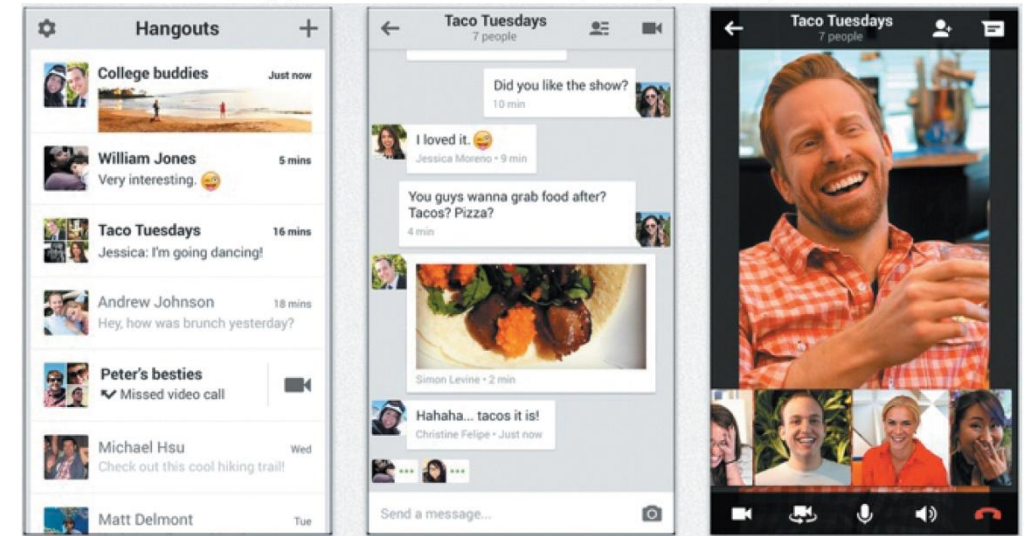 Hangouts
College buddies
Just now
William Jones
5 mins
Very interesting.
Taco Tuesdays
16 mins
Jessica: I'm going dancing!
Andrew Johnson
18 mins
Hey, how was brunch yesterday?
Peter's besties
Missed video call
Michael Hsu
Wed
Check out this cool hiking trail!
Matt Delmont
Tue
Taco Tuesdays
7 people
Did you like the show?
10 min
I loved it.
Jessica Moreno • 9 min
You guys wanna grab food after?
Tacos? Pizza?
4 min
Simon Levine • 2 min
Hahaha... tacos it is!
Christine Felipe • Just now
Send a message...
Taco Tuesdays
7 people